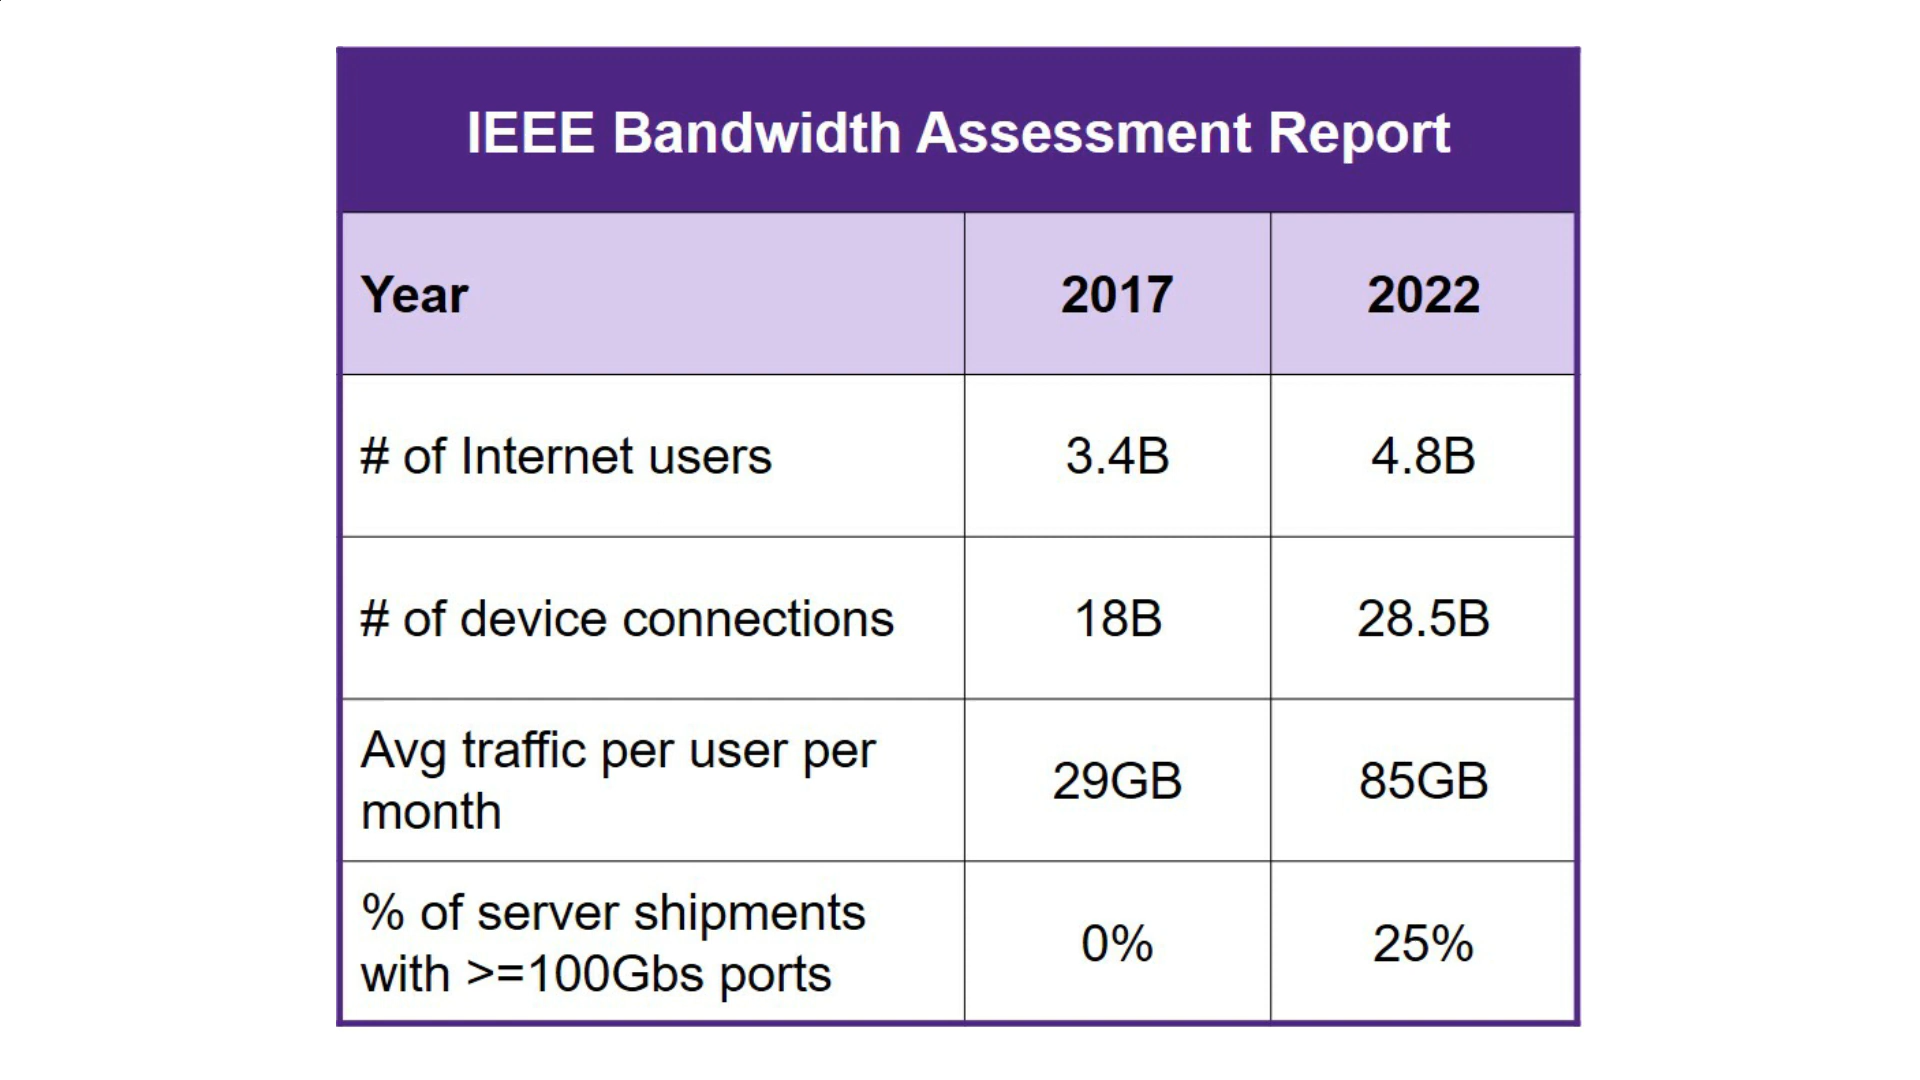 IEEE Bandwidth Assessment Report
Year 2017 2022
# of Internet users 3.4B 4.8B
# of device connections 18B 28.5B
Avg traffic per user per
month 29GB 85GB
% of server shipments
with >=100Gbs ports 0% 25%